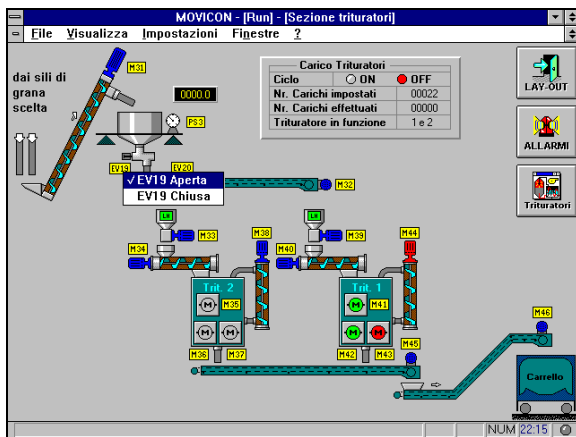 MOVICON - [Run] - [Sezione trituratori]
File Visualizza Impostazioni Finestre ?
dai sili di
grana
scelta
M31
0000.0
PS3
EV19
EV20
✓EV19 Aperta
EV19 Chiusa
M32
Carico Trituratori
Ciclo ON OFF
Nr. Carichi impostati 00022
Nr. Carichi effettuati 00000
Trituratore in funzione 1 e 2
LAY-OUT
ALLARMI
Trituratori
M33
M34
M38
M39
M40
M44
Trit. 2
M M35
M M
M36 M37
Trit. 1
M M41
M M
M42 M43
M45
M46
Carrello
NUM 22:15